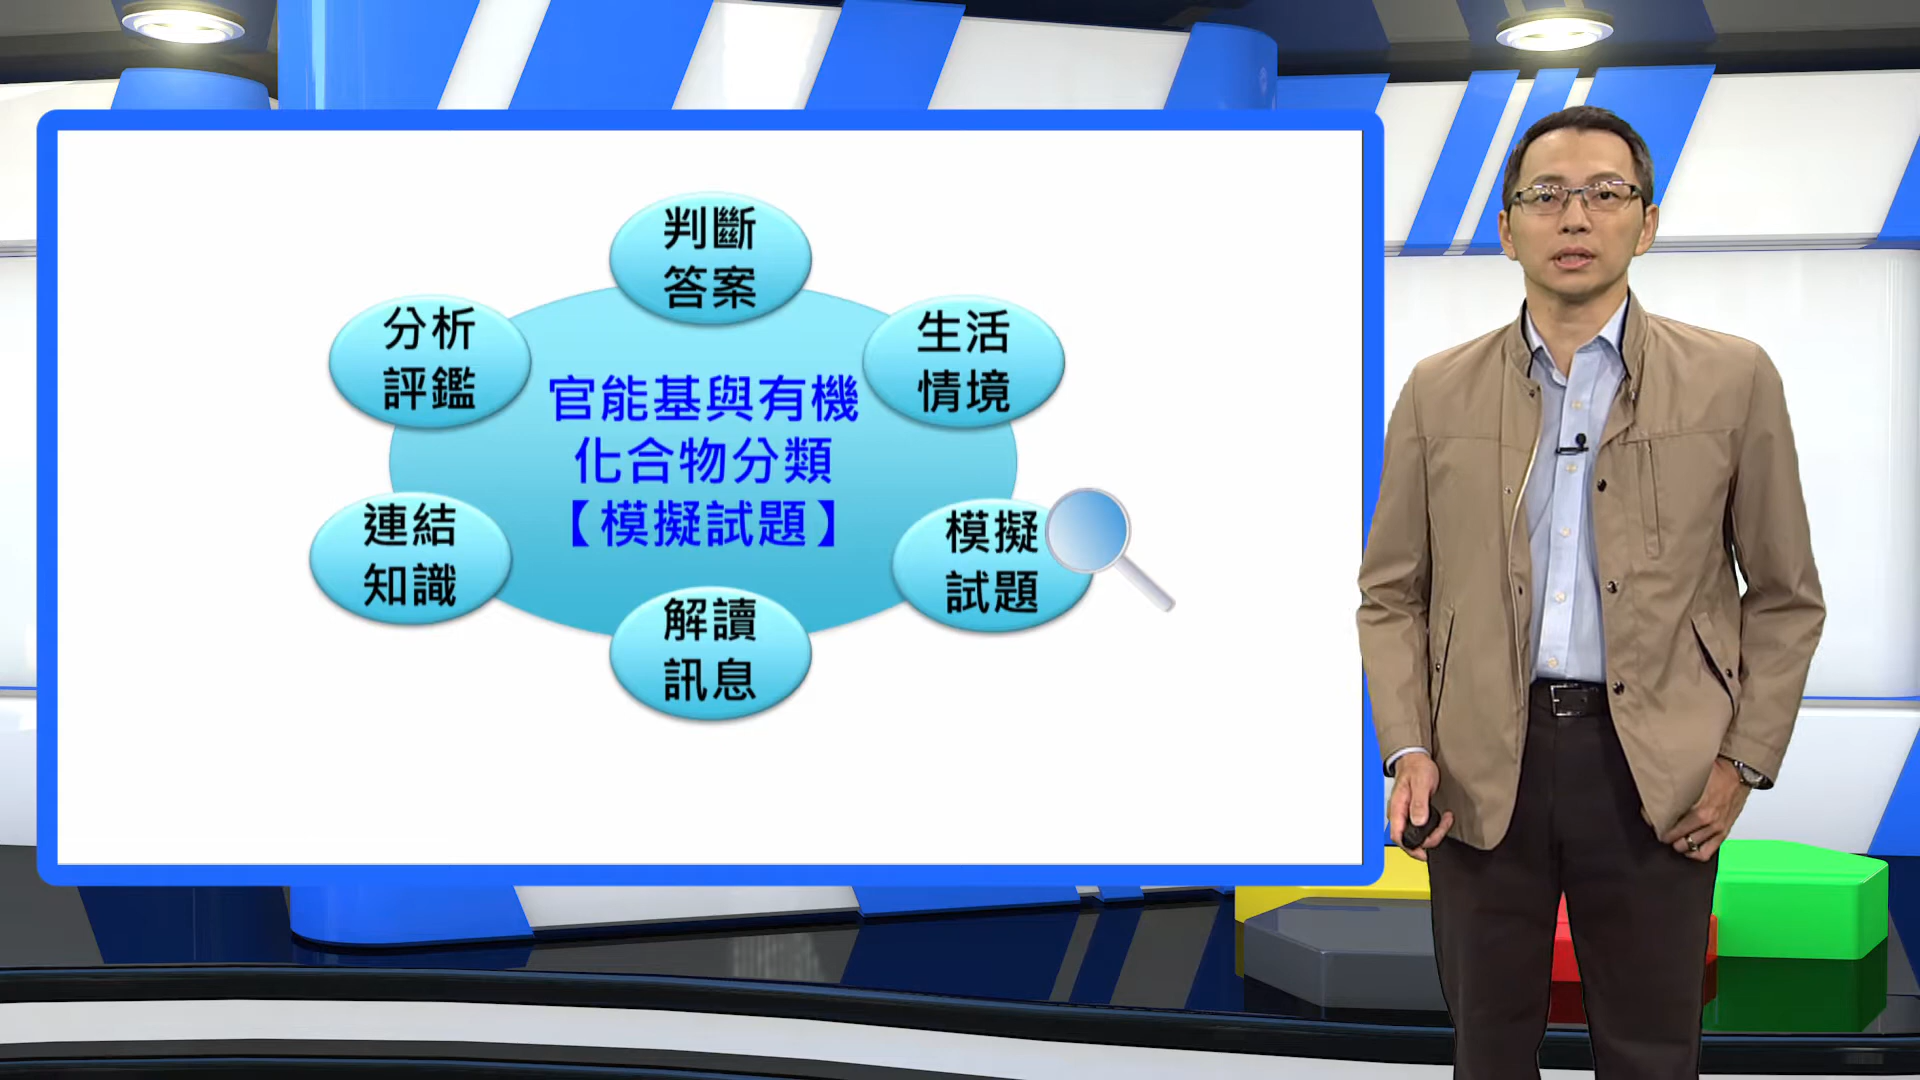 判斷
答案
分析
評鑑
生活
情境
官能基與有機
化合物分類
【模擬試題】
連結
知識
模擬
試題
解讀
訊息